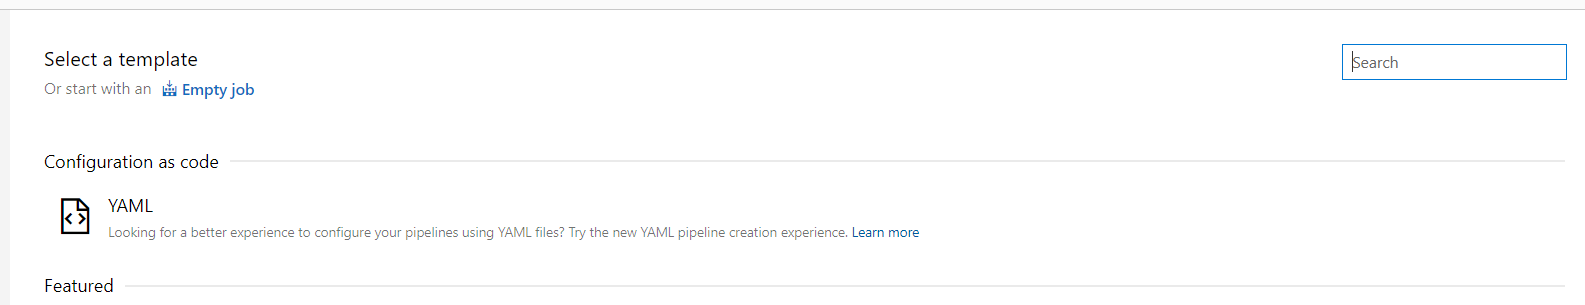 Select a template
Search
Or start with an Empty job
Configuration as code
YAML
Looking for a better experience to configure your pipelines using YAML files? Try the new YAML pipeline creation experience. Learn more
Featured